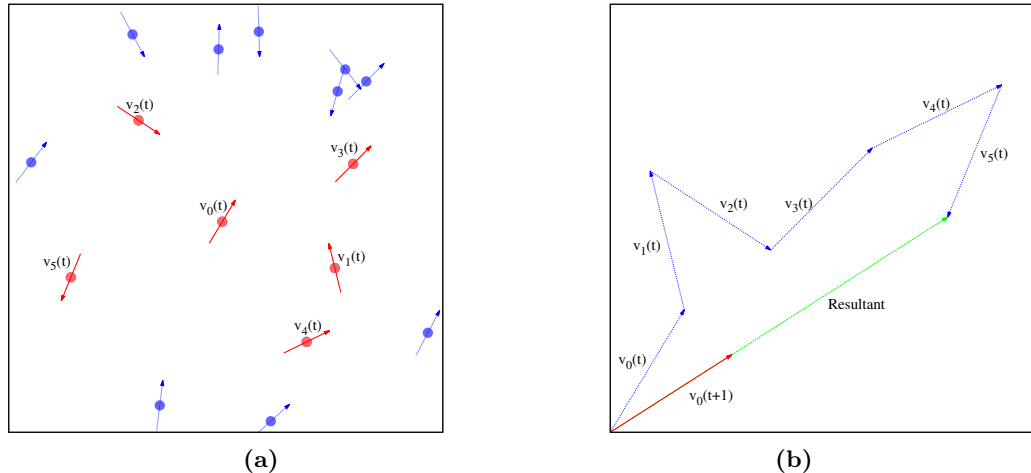 v2(t)
v3(t)
v0(t)
v5(t)
v1(t)
v4(t)
(a)
v4(t)
v5(t)
v2(t)
v3(t)
v1(t)
Resultant
v0(t)
v0(t+1)
(b)